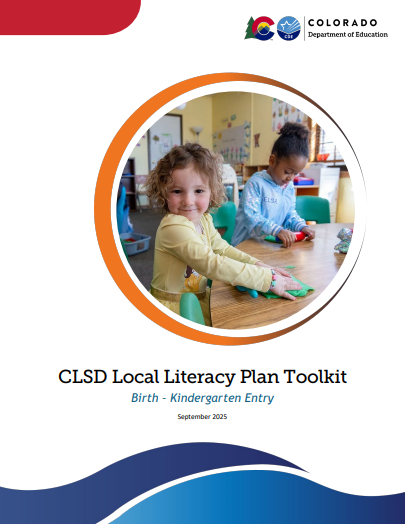 COLORADO
Department of Education
CDE
CLSD Local Literacy Plan Toolkit
Birth – Kindergarten Entry
September 2025